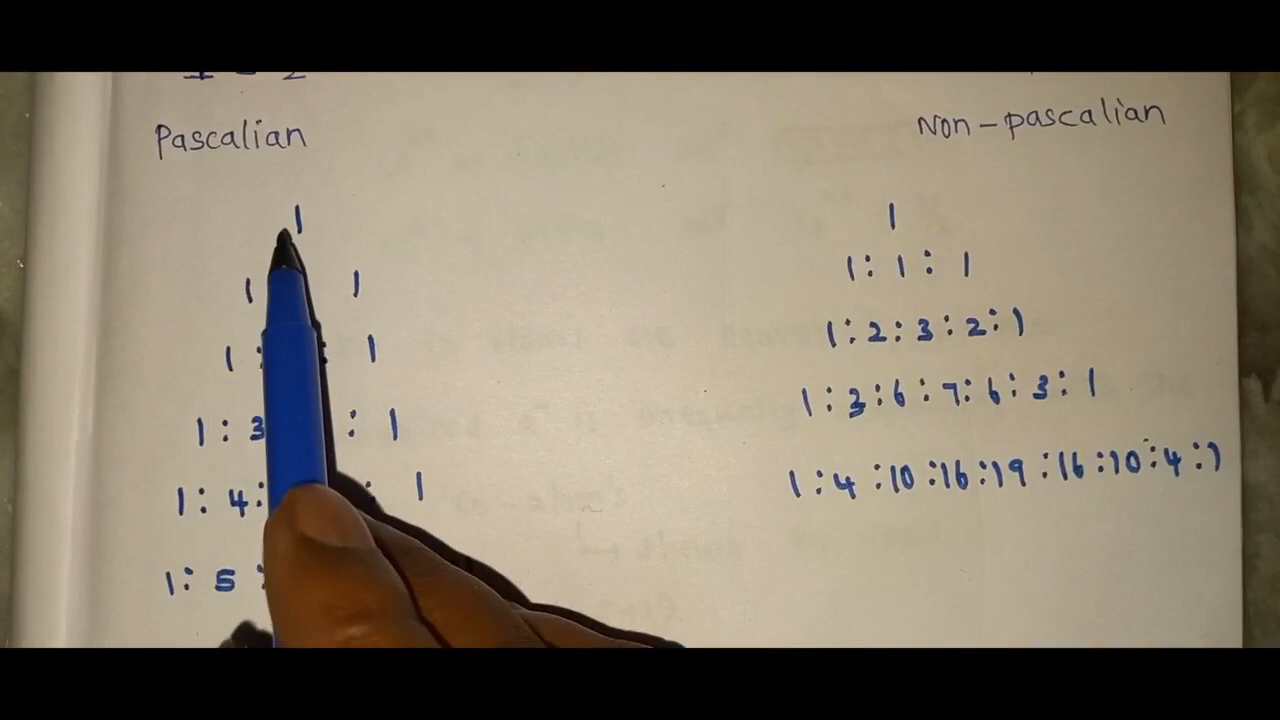 Pascalian
1
1 1
1 : 1
1 : 3 : 1
1 : 4 : : 1
1 : 5 :
Non-pascalian
1
1 : 1 : 1
1 : 2 : 3 : 2 : 1
1 : 3 : 6 : 7 : 6 : 3 : 1
1 : 4 : 10 : 16 : 19 : 16 : 10 : 4 : 1